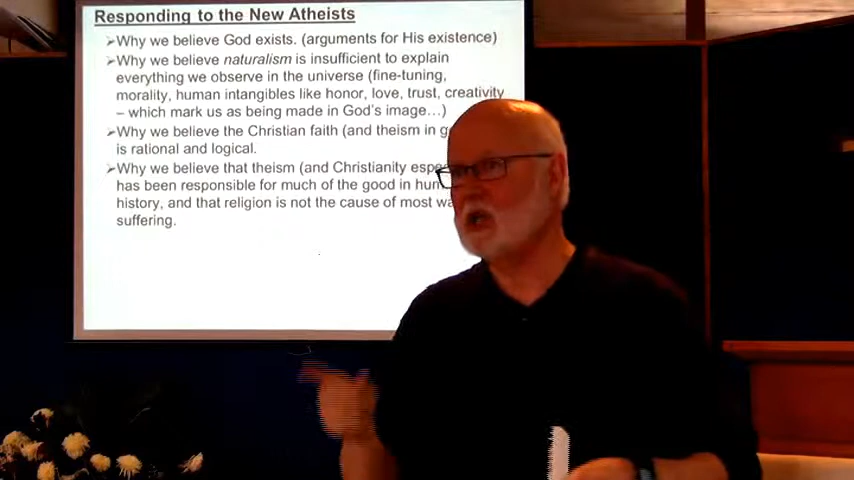 Responding to the New Atheists
➢Why we believe God exists. (arguments for His existence)
➢Why we believe naturalism is insufficient to explain
everything we observe in the universe (fine-tuning,
morality, human intangibles like honor, love, trust, creativity
– which mark us as being made in God's image…)
➢Why we believe the Christian faith (and theism in
is rational and logical.
➢Why we believe that theism (and Christianity
has been responsible for much of the good in
history, and that religion is not the cause of most
suffering.